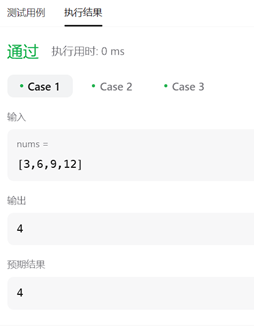 测试用例 执行结果
通过 执行用时: 0 ms
• Case 1 • Case 2 • Case 3
输入
nums =
[3,6,9,12]
输出
4
预期结果
4